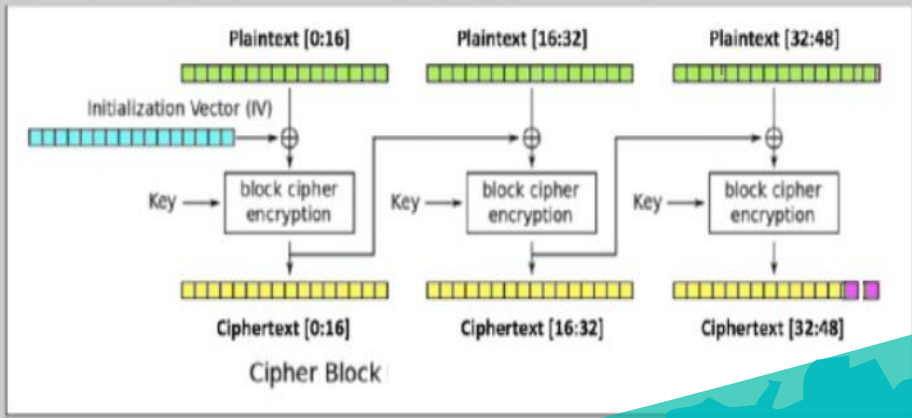 Plaintext [0:16] Plaintext [16:32] Plaintext [32:48]
Initialization Vector (IV)
Key block cipher encryption Key block cipher encryption Key block cipher encryption
Ciphertext [0:16] Ciphertext [16:32] Ciphertext [32:48]
Cipher Block